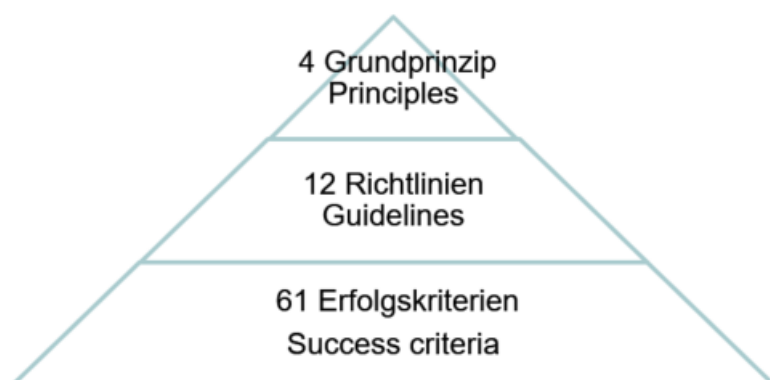 4 Grundprinzip
Principles
12 Richtlinien
Guidelines
61 Erfolgskriterien
Success criteria